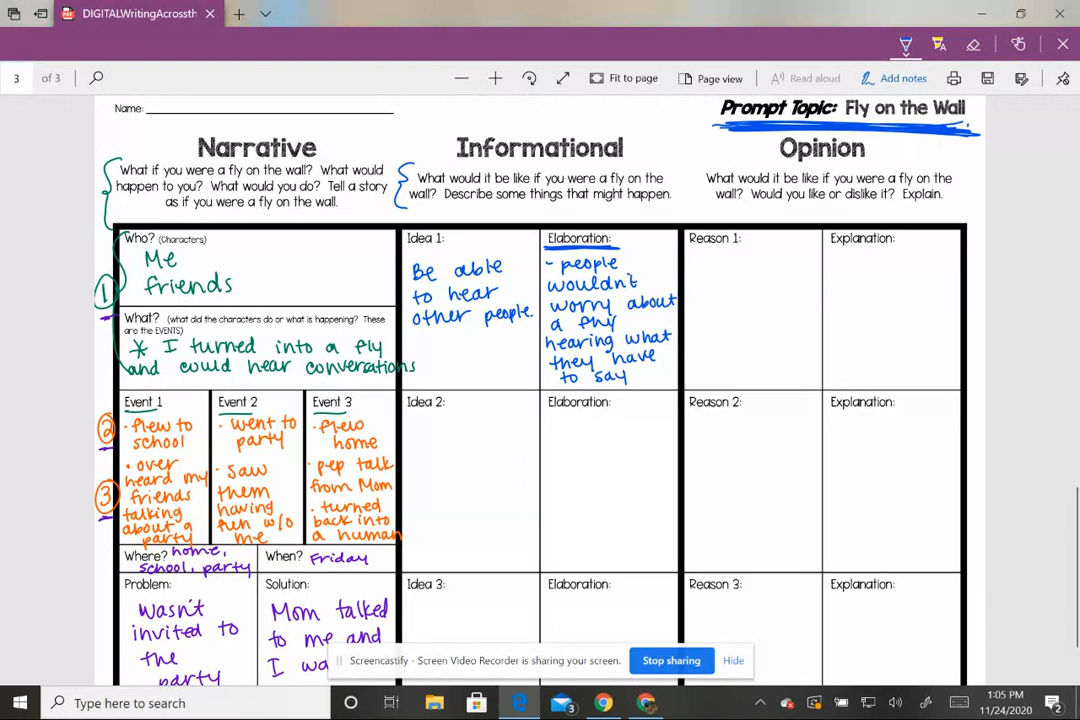 DIGITALWritingAcrossth
3 of 3
Fit to page
Page view
Read aloud
Add notes
Name:
Prompt Topic: Fly on the Wall
Narrative
What if you were a fly on the wall? What would
happen to you? What would you do? Tell a story
as if you were a fly on the wall.
Informational
What would it be like if you were a fly on the
wall? Describe some things that might happen.
Opinion
What would it be like if you were a fly on the
wall? Would you like or dislike it? Explain.
1
Who? (Characters)
Me
friends
What? (what did the characters do or what is happening? These
are the EVENTS)
* I turned into a fly
and could hear conversations
2
3
Event 1
· flew to
school
· over
heard my
friends
talking
about a
party
Event 2
· went to
party
· saw
them
having
fun w/o
me
Event 3
· flew
home
· pep talk
from Mom
· turned
back into
a human
Where? home,
school, party
When? Friday
Problem:
Wasn't
invited to
the
party
Solution:
Mom talked
to me and
I wa
Idea 1:
Be able
to hear
other people.
Elaboration:
- people
wouldn't
worry about
a fly
hearing what
they have
to say
Idea 2:
Elaboration:
Idea 3:
Elaboration:
Reason 1:
Explanation:
Reason 2:
Explanation:
Reason 3:
Explanation:
Screencastify - Screen Video Recorder is sharing your screen.
Stop sharing
Hide
Type here to search
3
1:05 PM
11/24/2020
2